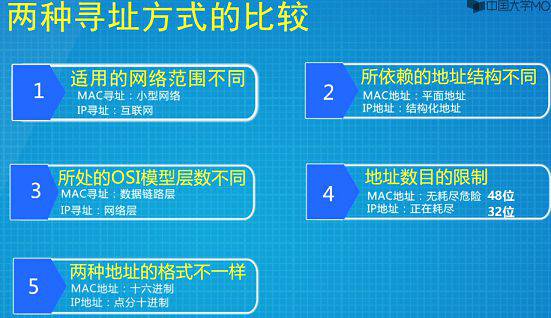 两种寻址方式的比较
中国大学MO
1
适用的网络范围不同
MAC寻址：小型网络
IP寻址：互联网
2
所依赖的地址结构不同
MAC地址：平面地址
IP地址：结构化地址
3
所处的OSI模型层数不同
MAC寻址：数据链路层
IP寻址：网络层
4
地址数目的限制
MAC地址：无耗尽危险 48位
IP地址：正在耗尽 32位
5
两种地址的格式不一样
MAC地址：十六进制
IP地址：点分十进制